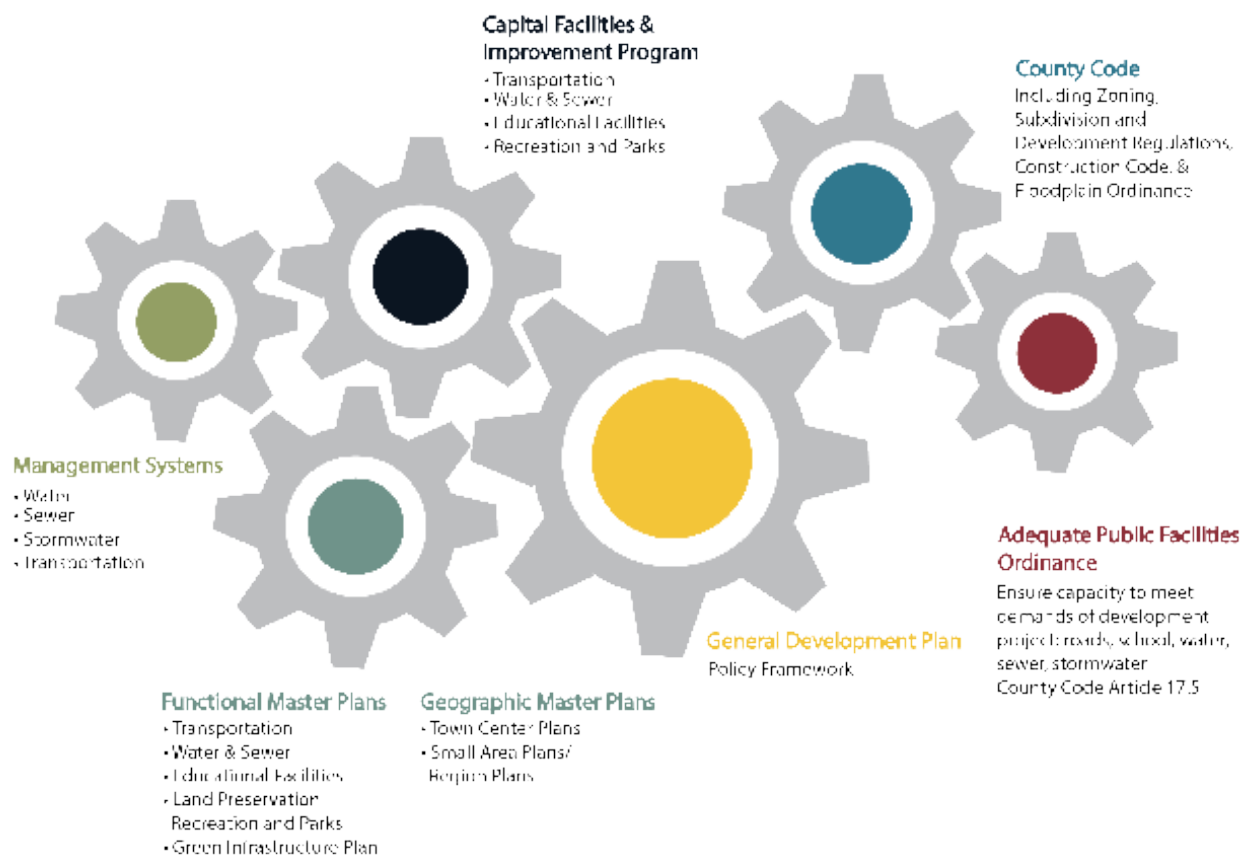 Capital Facilities &
Improvement Program
• Transportation
• Water & Sewer
• Educational Facilities
• Recreation and Parks
County Code
Including Zoning,
Subdivision and
Development Regulations,
Construction Code, &
Floodplain Ordinance
Management Systems
• Water
• Sewer
• Stormwater
• Transportation
Adequate Public Facilities
Ordinance
Ensure capacity to meet
demands of development
project: roads, school, water,
sewer, stormwater
County Code Article 17.5
General Development Plan
Policy Framework
Functional Master Plans
• Transportation
• Water & Sewer
• Educational Facilities
• Land Preservation
Recreation and Parks
• Green Infrastructure Plan
Geographic Master Plans
• Town Center Plans
• Small Area Plans/
Region Plans